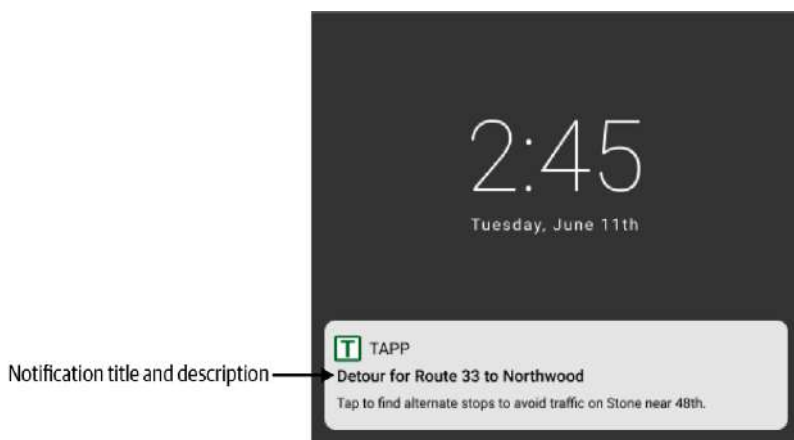 2:45
Tuesday, June 11th
T TAPP
Notification title and description
Detour for Route 33 to Northwood
Tap to find alternate stops to avoid traffic on Stone near 48th.